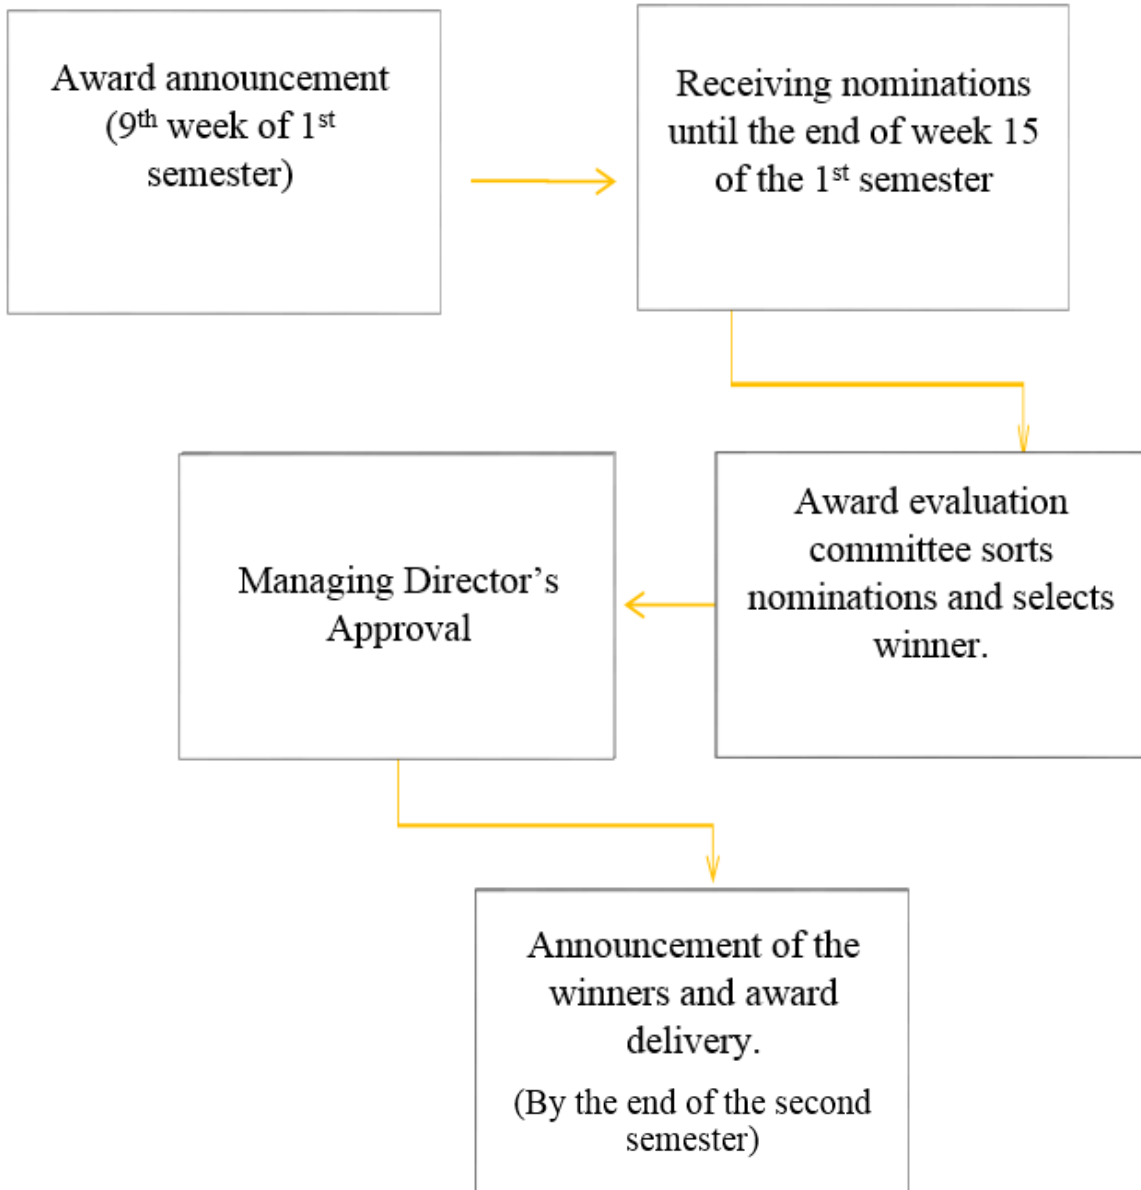 Award announcement
(9th week of 1st
semester)
Receiving nominations
until the end of week 15
of the 1st semester
Award evaluation
committee sorts
nominations and selects
winner.
Managing Director’s
Approval
Announcement of the
winners and award
delivery.
(By the end of the second
semester)